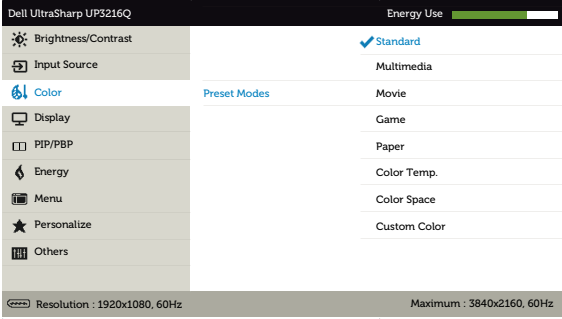 Dell UltraSharp UP3216Q Energy Use
Brightness/Contrast Standard
Input Source Multimedia
Color Preset Modes Movie
Display Game
PIP/PBP Paper
Energy Color Temp.
Menu Color Space
Personalize Custom Color
Others
Resolution : 1920x1080, 60Hz Maximum : 3840x2160, 60Hz